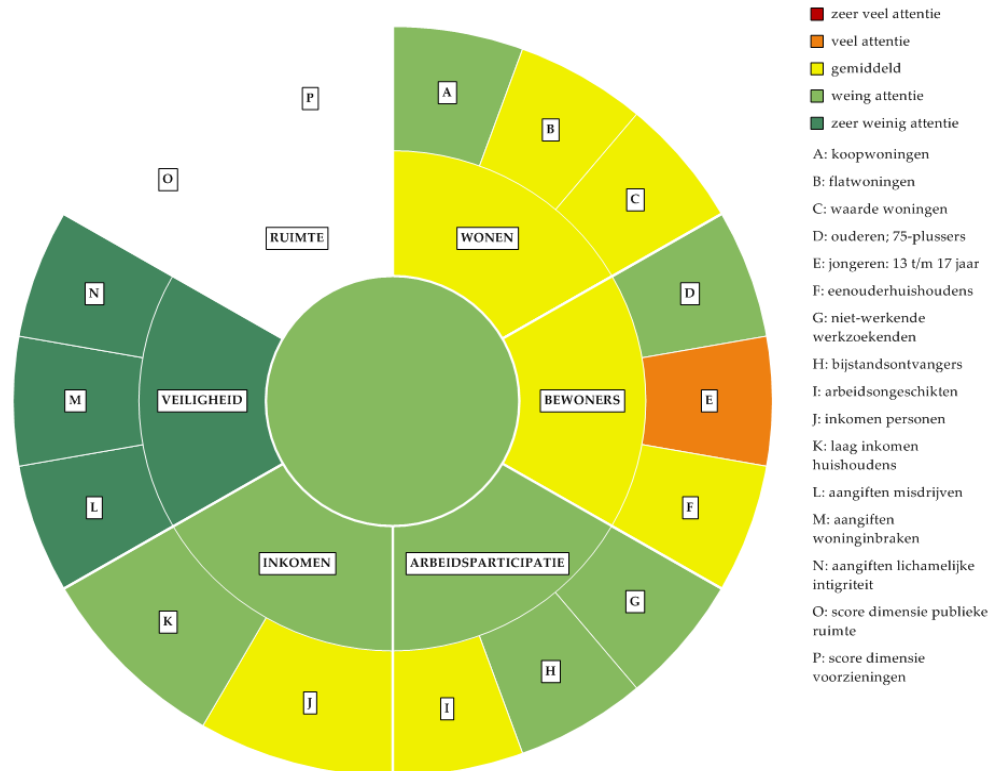 zeer veel attentie
veel attentie
gemiddeld
weing attentie
zeer weinig attentie
A: koopwoningen
B: flatwoningen
C: waarde woningen
D: ouderen; 75-plussers
E: jongeren: 13 t/m 17 jaar
F: eenouderhuishoudens
G: niet-werkende
werkzoekenden
H: bijstandsontvangers
I: arbeidsongeschikten
J: inkomen personen
K: laag inkomen
huishoudens
L: aangiften misdrijven
M: aangiften
woninginbraken
N: aangiften lichamelijke
intigriteit
O: score dimensie publieke
ruimte
P: score dimensie
voorzieningen
A
B
C
WONEN
D
E
F
BEWONERS
G
H
I
ARBEIDSPARTICIPATIE
J
K
INKOMEN
L
M
N
VEILIGHEID
O
P
RUIMTE